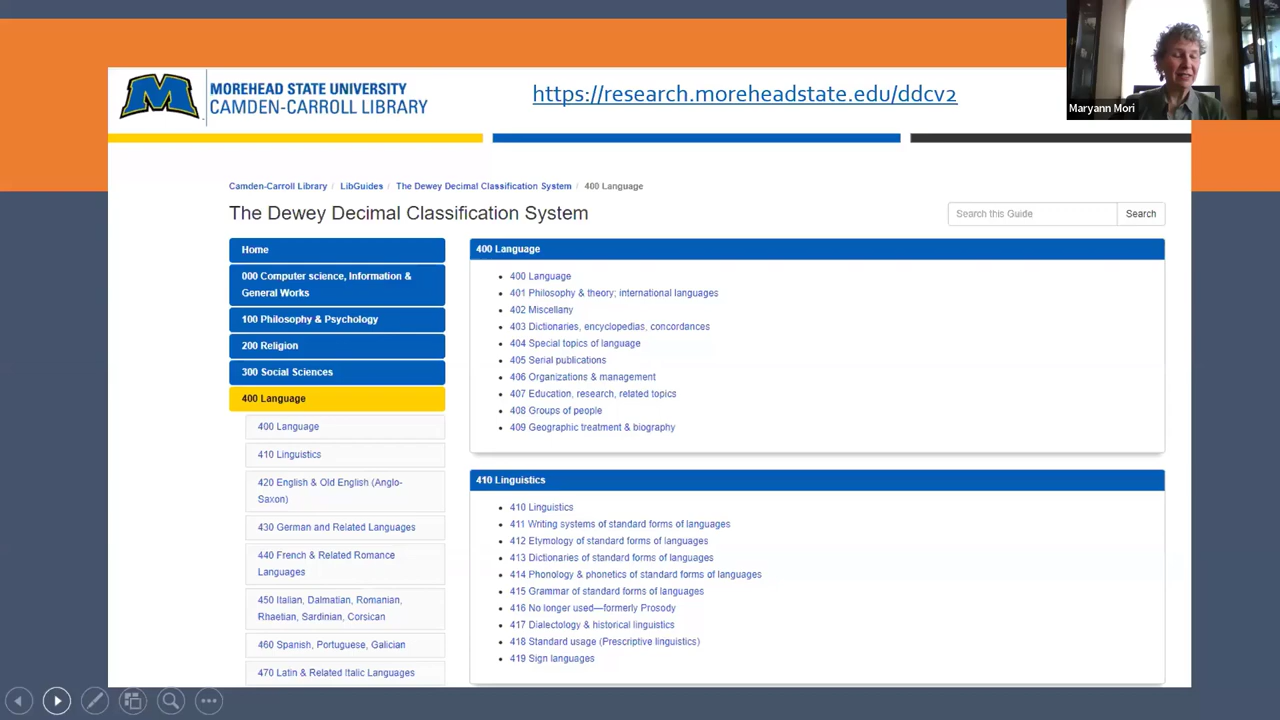 MOREHEAD STATE UNIVERSITY
CAMDEN-CARROLL LIBRARY
https://research.moreheadstate.edu/ddcv2
Maryann Mori
Camden-Carroll Library / LibGuides / The Dewey Decimal Classification System / 400 Language
The Dewey Decimal Classification System
Search this Guide
Search
Home
000 Computer science, Information &
General Works
100 Philosophy & Psychology
200 Religion
300 Social Sciences
400 Language
400 Language
410 Linguistics
420 English & Old English (Anglo-
Saxon)
430 German and Related Languages
440 French & Related Romance
Languages
450 Italian, Dalmatian, Romanian,
Rhaetian, Sardinian, Corsican
460 Spanish, Portuguese, Galician
470 Latin & Related Italic Languages
400 Language
400 Language
401 Philosophy & theory; international languages
402 Miscellany
403 Dictionaries, encyclopedias, concordances
404 Special topics of language
405 Serial publications
406 Organizations & management
407 Education, research, related topics
408 Groups of people
409 Geographic treatment & biography
410 Linguistics
410 Linguistics
411 Writing systems of standard forms of languages
412 Etymology of standard forms of languages
413 Dictionaries of standard forms of languages
414 Phonology & phonetics of standard forms of languages
415 Grammar of standard forms of languages
416 No longer used—formerly Prosody
417 Dialectology & historical linguistics
418 Standard usage (Prescriptive linguistics)
419 Sign languages